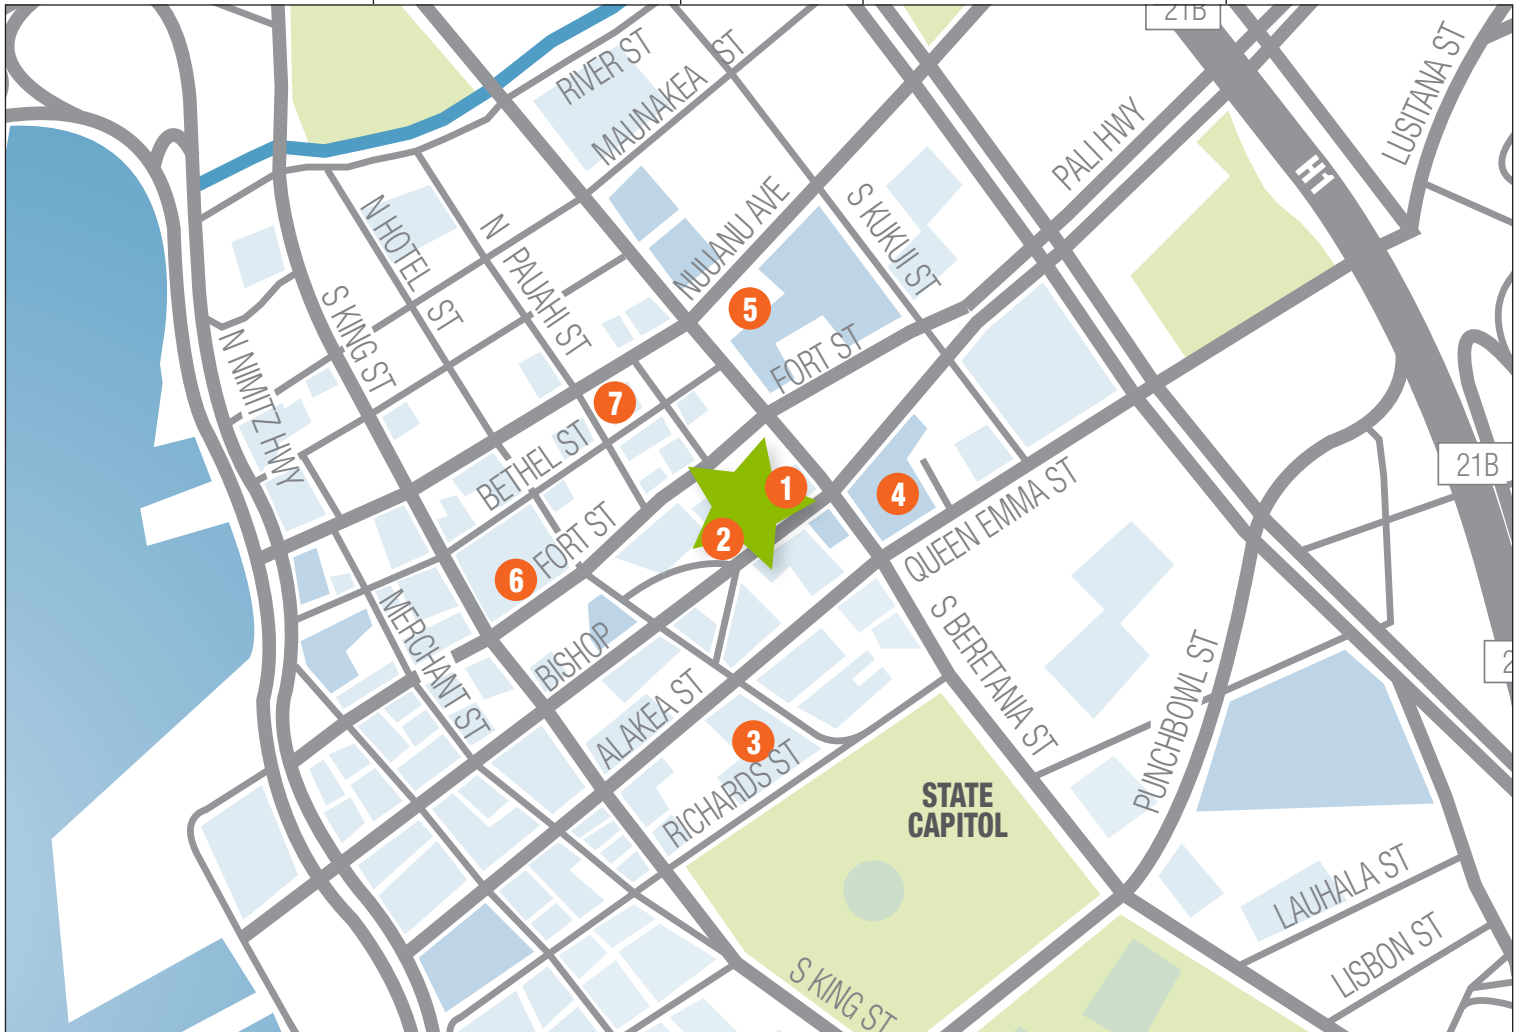 21B
RIVER ST
MAUNAKEA ST
LUSITANA ST
PALI HWY
H1
N HOTEL ST
N PAUAHI ST
NUUANU AVE
S KUKUI ST
S KING ST
5
N NIMITZ HWY
FORT ST
7
BETHEL ST
1
4
21B
2
QUEEN EMMA ST
FORT ST
6
MERCHANT ST
BISHOP
S BERETANIA ST
PUNCHBOWL ST
2
ALAKEA ST
3
RICHARDS ST
STATE
CAPITOL
LAUHALA ST
LISBON ST
S KING ST